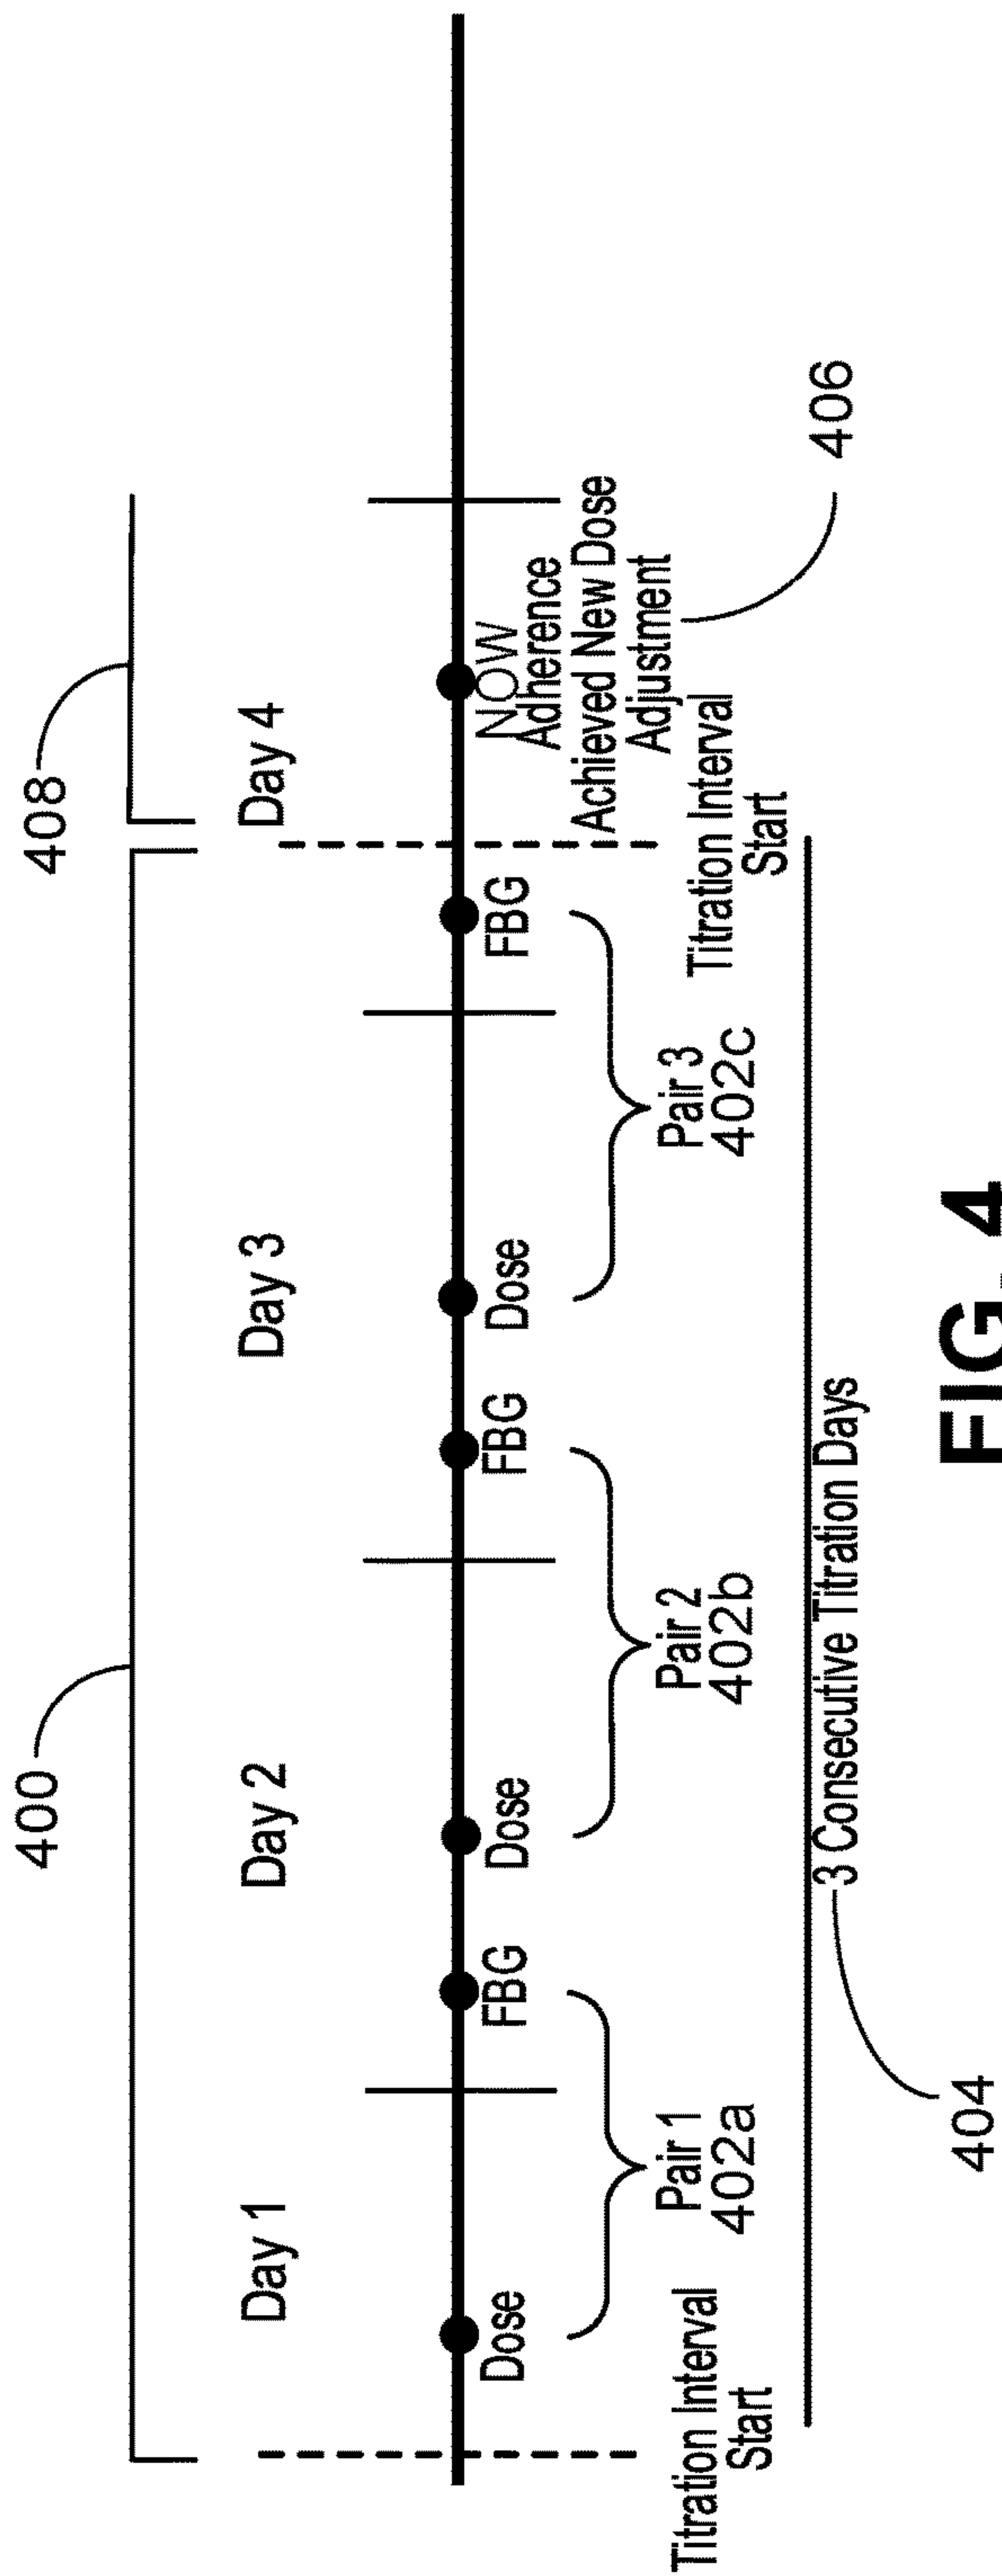 400
408
Day 1
Day 2
Day 3
Day 4
Dose
FBG
Dose
FBG
Dose
FBG
NOW
Adherence
Achieved New Dose
Adjustment
406
Pair 1
402a
Pair 2
402b
Pair 3
402c
Titration Interval
Start
Titration Interval
Start
3 Consecutive Titration Days
404
FIG. 4